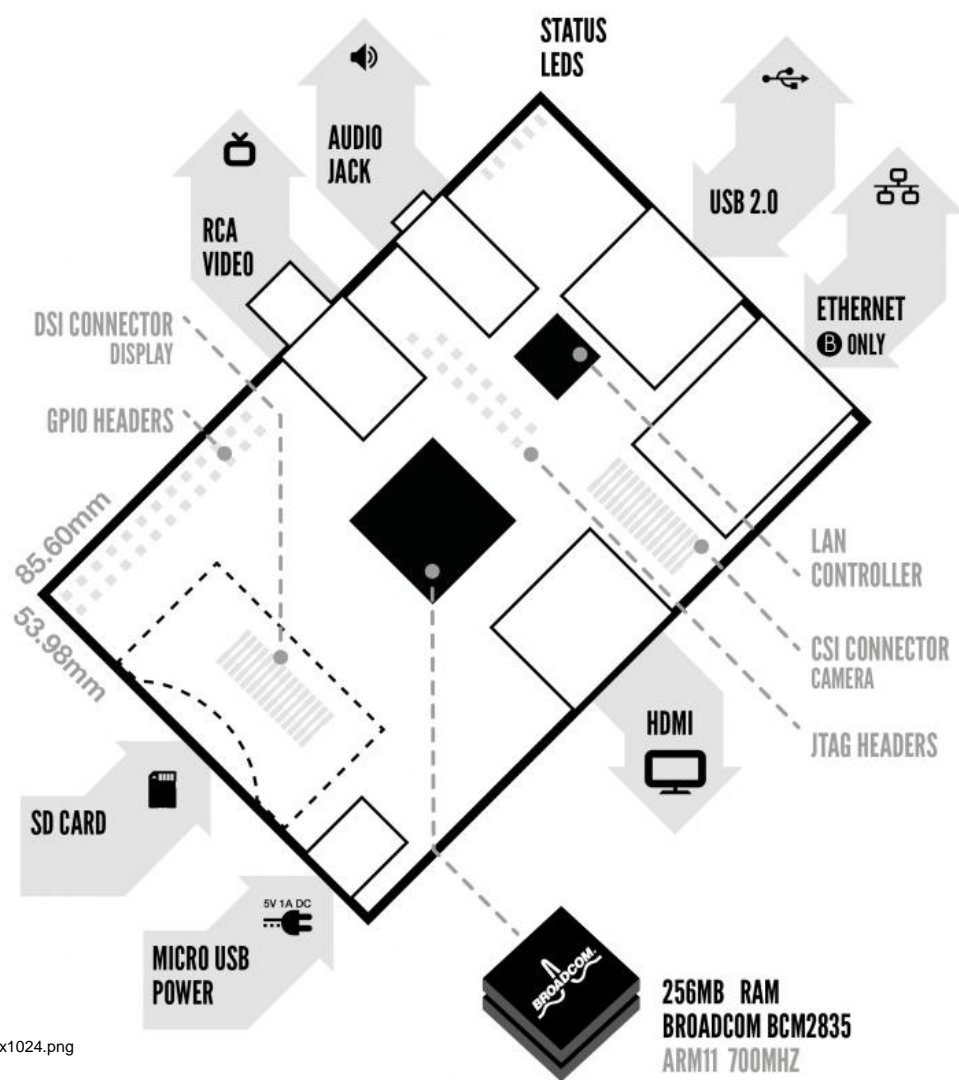 STATUS
LEDS
AUDIO
JACK
USB 2.0
RCA
VIDEO
ETHERNET
B ONLY
DSI CONNECTOR
DISPLAY
GPIO HEADERS
85.60mm
53.98mm
LAN
CONTROLLER
CSI CONNECTOR
CAMERA
JTAG HEADERS
HDMI
SD CARD
5V 1A DC
MICRO USB
POWER
BROADCOM.
256MB RAM
BROADCOM BCM2835
ARM11 700MHZ
x1024.png